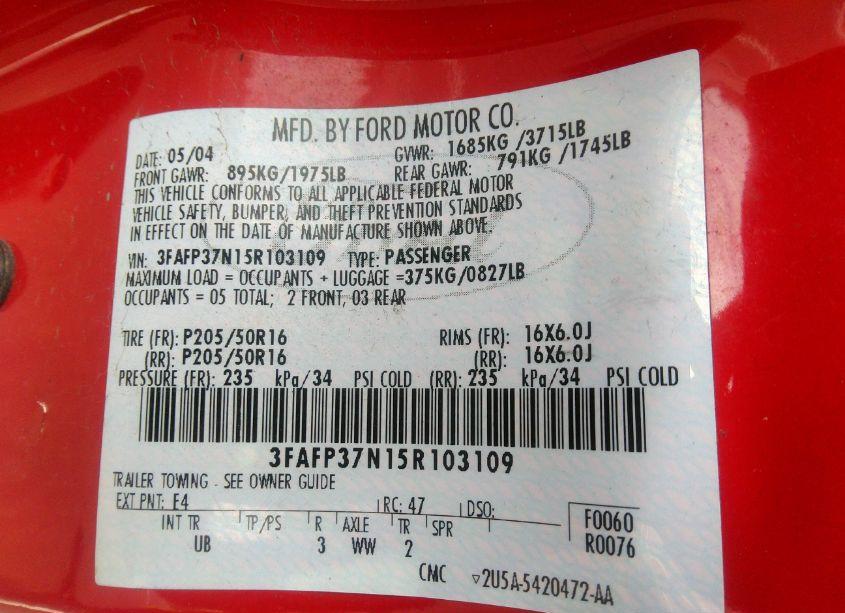 MFD. BY FORD MOTOR CO.
DATE: 05/04 GVWR: 1685KG /3715LB
FRONT GAWR: 895KG/1975LB REAR GAWR: 791KG /1745LB
THIS VEHICLE CONFORMS TO ALL APPLICABLE FEDERAL MOTOR
VEHICLE SAFETY, BUMPER, AND THEFT PREVENTION STANDARDS
IN EFFECT ON THE DATE OF MANUFACTURE SHOWN ABOVE.
VIN: 3FAFP37N15R103109 TYPE: PASSENGER
MAXIMUM LOAD = OCCUPANTS + LUGGAGE =375KG/0827LB
OCCUPANTS = 05 TOTAL; 2 FRONT, 03 REAR
TIRE (FR): P205/50R16 RIMS (FR): 16X6.0J
(RR): P205/50R16 (RR): 16X6.0J
PRESSURE (FR): 235 kPa/34 PSI COLD (RR): 235 kPa/34 PSI COLD
3FAFP37N15R103109
TRAILER TOWING - SEE OWNER GUIDE
EXT PNT: E4 RC: 47 DSO:
INT TR TP/PS R AXLE TR SPR F0060
UB 3 WW 2 R0076
CMC ▽2U5A-5420472-AA